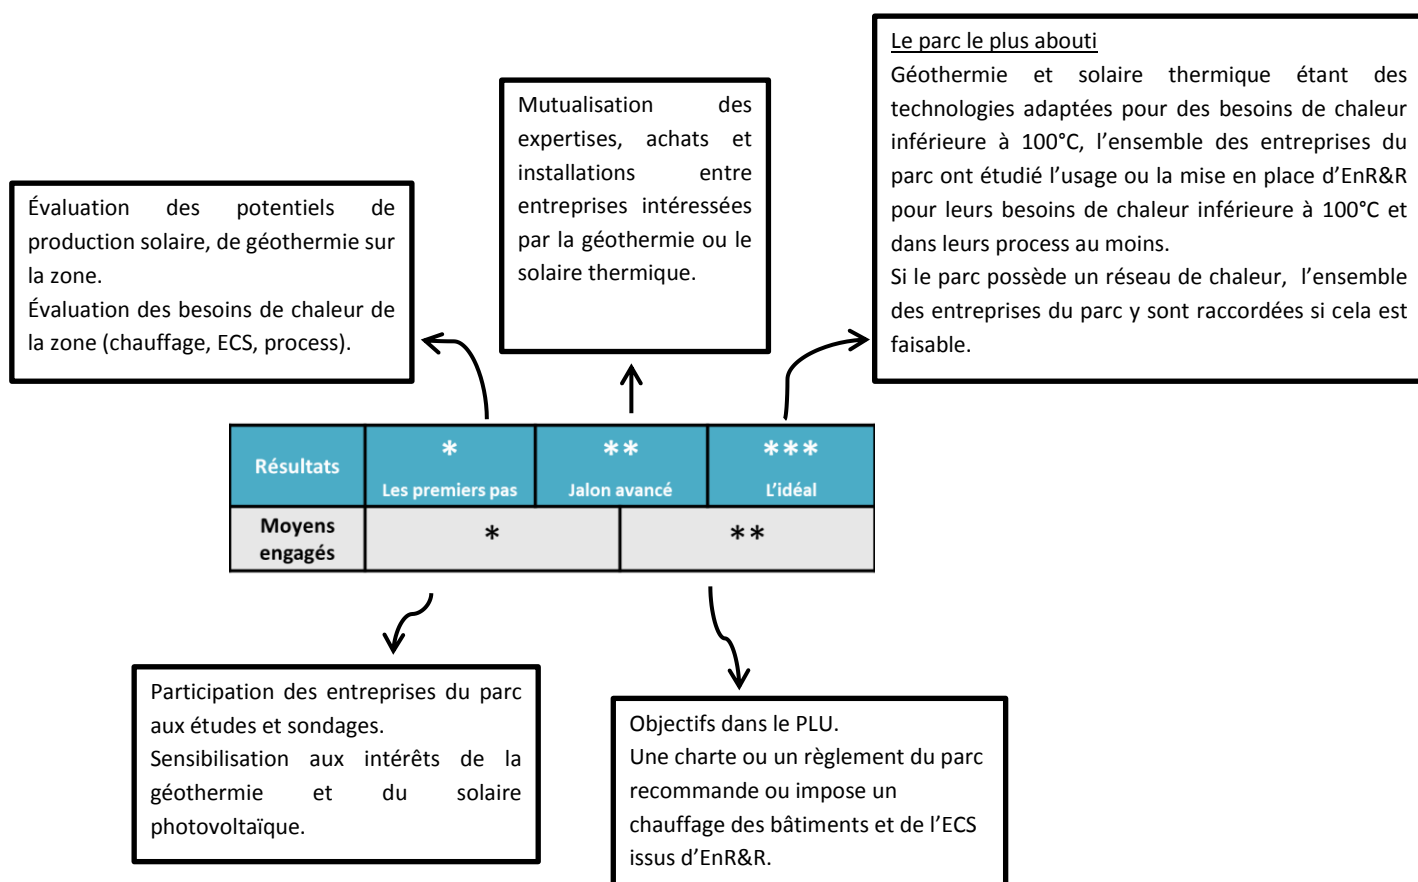 Le parc le plus abouti
Géothermie et solaire thermique étant des
technologies adaptées pour des besoins de chaleur
inférieure à 100°C, l’ensemble des entreprises du
parc ont étudié l’usage ou la mise en place d’EnR&R
pour leurs besoins de chaleur inférieure à 100°C et
dans leurs process au moins.
Si le parc possède un réseau de chaleur, l’ensemble
des entreprises du parc y sont raccordées si cela est
faisable.
Mutualisation des
expertises, achats et
installations entre
entreprises intéressées
par la géothermie ou le
solaire thermique.
Évaluation des potentiels de
production solaire, de géothermie sur
la zone.
Évaluation des besoins de chaleur de
la zone (chauffage, ECS, process).
Résultats
*
Les premiers pas
**
Jalon avancé
***
L’idéal
Moyens
engagés
*
**
Participation des entreprises du parc
aux études et sondages.
Sensibilisation aux intérêts de la
géothermie et du solaire
photovoltaïque.
Objectifs dans le PLU.
Une charte ou un règlement du parc
recommande ou impose un
chauffage des bâtiments et de l’ECS
issus d’EnR&R.